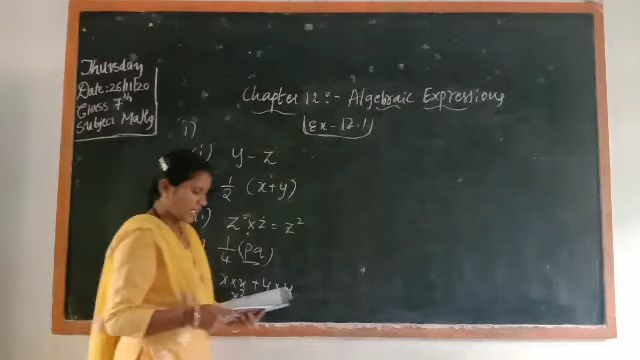 Thursday
Date: 26/11/20
Class 7th
Subject Maths
Chapter 12:- Algebraic Expressions
Ex-12.1
1)
(i) y - z
1/2 (x+y)
z × z = z²
1/4 (pq)
x×x + y×y